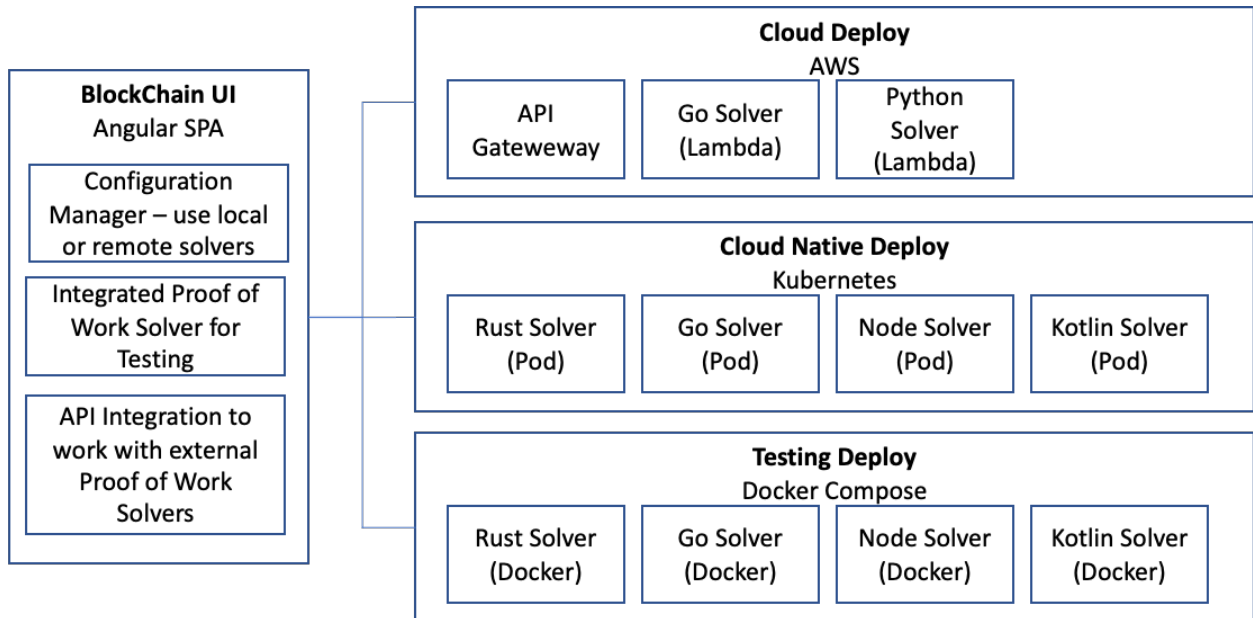 BlockChain UI
Angular SPA
Configuration
Manager – use local
or remote solvers
Integrated Proof of
Work Solver for
Testing
API Integration to
work with external
Proof of Work
Solvers
Cloud Deploy
AWS
API
Gateweway
Go Solver
(Lambda)
Python
Solver
(Lambda)
Cloud Native Deploy
Kubernetes
Rust Solver
(Pod)
Go Solver
(Pod)
Node Solver
(Pod)
Kotlin Solver
(Pod)
Testing Deploy
Docker Compose
Rust Solver
(Docker)
Go Solver
(Docker)
Node Solver
(Docker)
Kotlin Solver
(Docker)